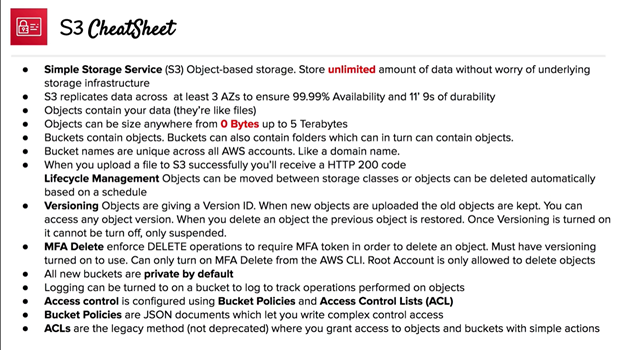 S3 CheatSheet
● Simple Storage Service (S3) Object-based storage. Store unlimited amount of data without worry of underlying
storage infrastructure
● S3 replicates data across at least 3 AZs to ensure 99.99% Availability and 11' 9s of durability
● Objects contain your data (they're like files)
● Objects can be size anywhere from 0 Bytes up to 5 Terabytes
● Buckets contain objects. Buckets can also contain folders which can in turn can contain objects.
● Bucket names are unique across all AWS accounts. Like a domain name.
● When you upload a file to S3 successfully you'll receive a HTTP 200 code
Lifecycle Management Objects can be moved between storage classes or objects can be deleted automatically
based on a schedule
● Versioning Objects are giving a Version ID. When new objects are uploaded the old objects are kept. You can
access any object version. When you delete an object the previous object is restored. Once Versioning is turned on
it cannot be turn off, only suspended.
● MFA Delete enforce DELETE operations to require MFA token in order to delete an object. Must have versioning
turned on to use. Can only turn on MFA Delete from the AWS CLI. Root Account is only allowed to delete objects
● All new buckets are private by default
● Logging can be turned to on a bucket to log to track operations performed on objects
● Access control is configured using Bucket Policies and Access Control Lists (ACL)
● Bucket Policies are JSON documents which let you write complex control access
● ACLs are the legacy method (not deprecated) where you grant access to objects and buckets with simple actions